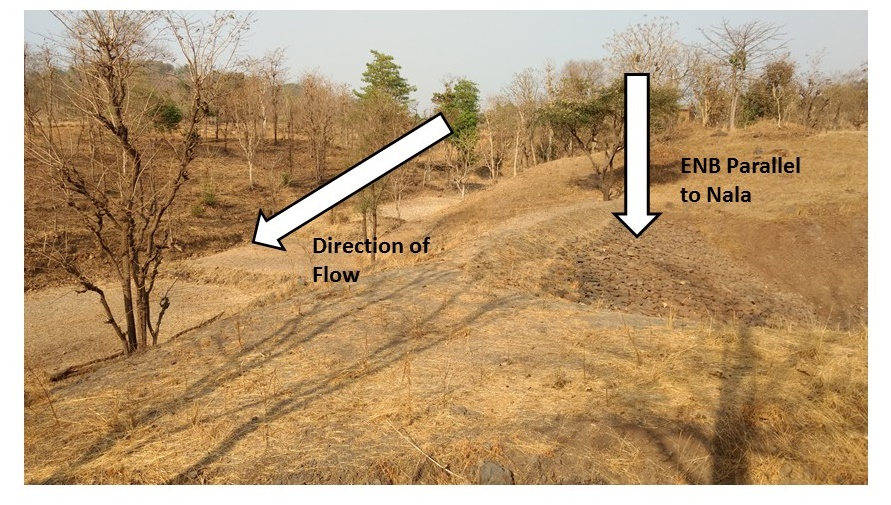 ENB Parallel
to Nala
Direction of
Flow